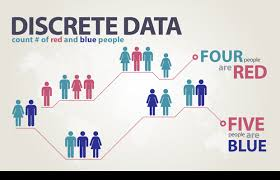 DISCRETE DATA
count # of red and blue people
FOUR people
are RED
FIVE
people are
BLUE